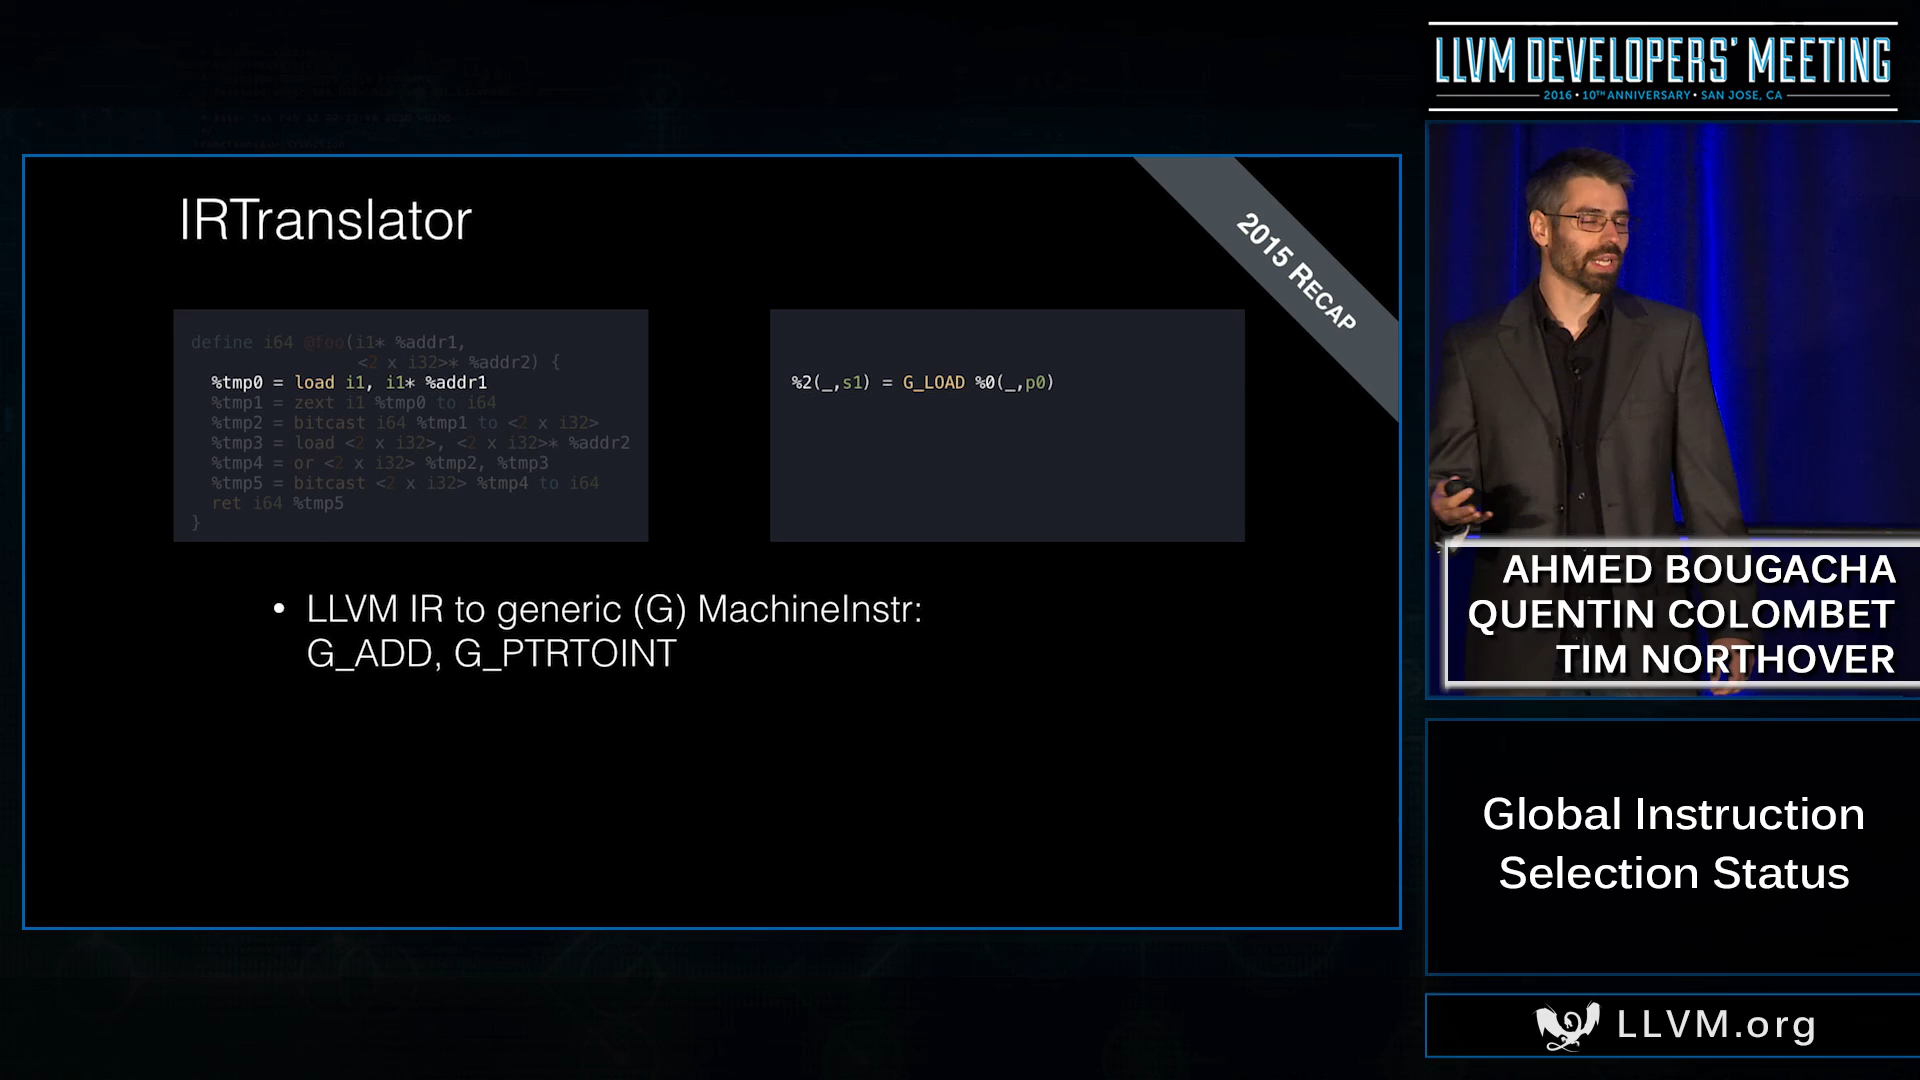 LLVM DEVELOPERS' MEETING
2016 • 10TH ANNIVERSARY • SAN JOSE, CA
IRTranslator
2015 RECAP
define i64 @foo(i1* %addr1,
<2 x i32>* %addr2) {
%tmp0 = load i1, i1* %addr1
%tmp1 = zext i1 %tmp0 to i64
%tmp2 = bitcast i64 %tmp1 to <2 x i32>
%tmp3 = load <2 x i32>, <2 x i32>* %addr2
%tmp4 = or <2 x i32> %tmp2, %tmp3
%tmp5 = bitcast <2 x i32> %tmp4 to i64
ret i64 %tmp5
}
%2(_,s1) = G_LOAD %0(_,p0)
• LLVM IR to generic (G) MachineInstr:
G_ADD, G_PTRTOINT
AHMED BOUGACHA
QUENTIN COLOMBET
TIM NORTHOVER
Global Instruction
Selection Status
LLVM.org